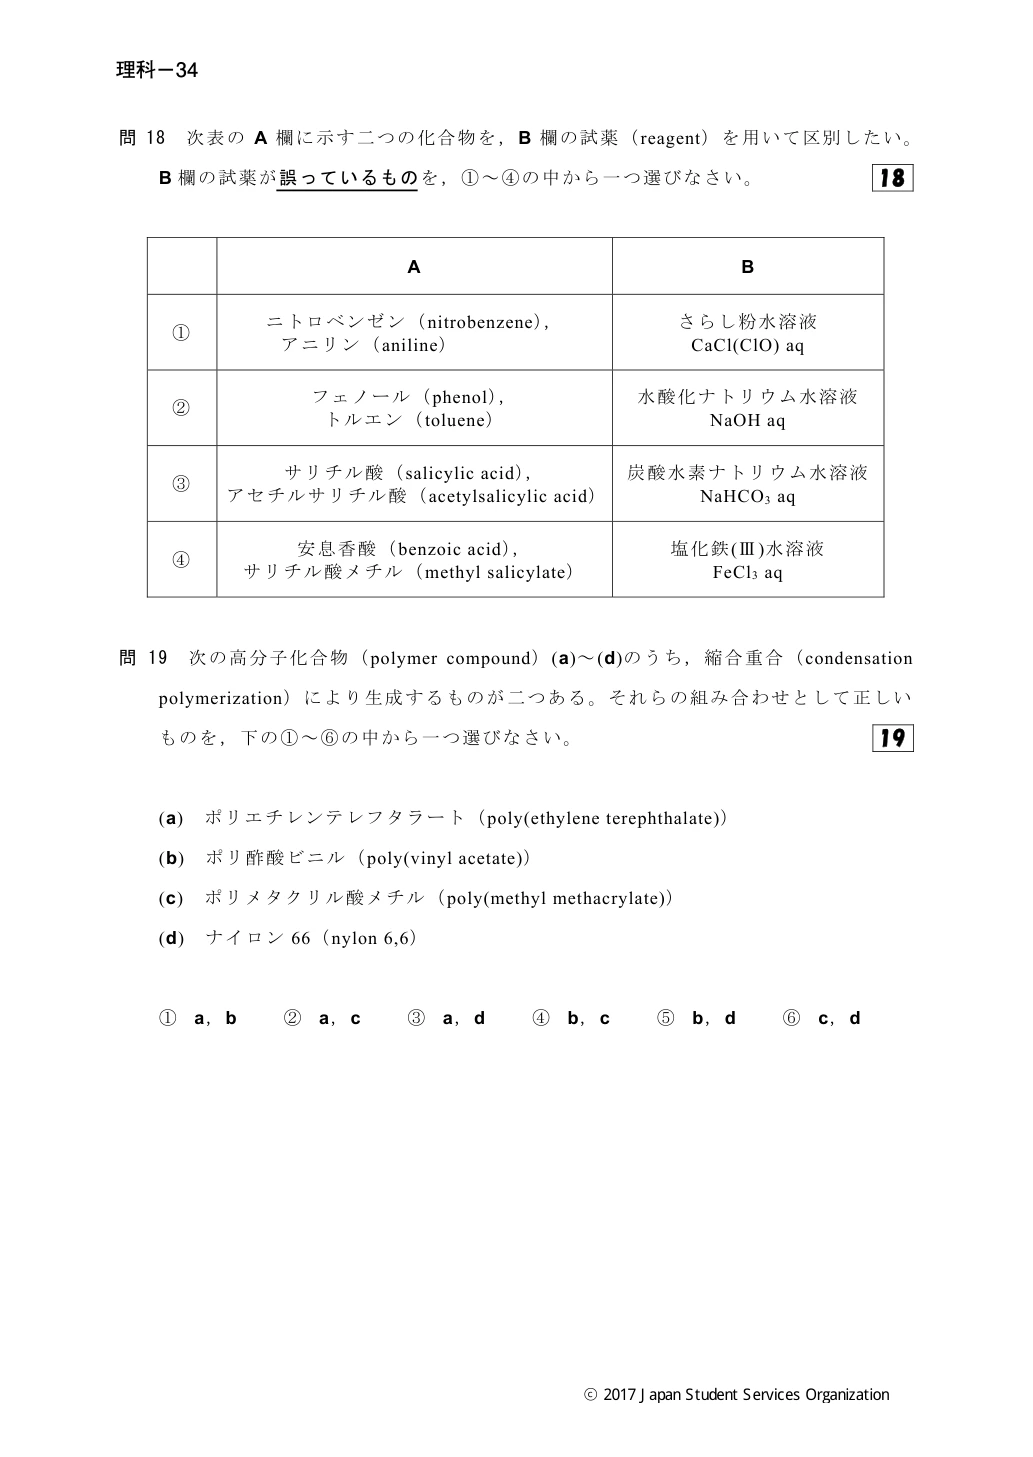 理科－34
問 18　次表の A 欄に示す二つの化合物を，B 欄の試薬（reagent）を用いて区別したい。
B 欄の試薬が誤っているものを，①～④の中から一つ選びなさい。 18
A B
① ニトロベンゼン（nitrobenzene）， さらし粉水溶液
アニリン（aniline） CaCl(ClO) aq
② フェノール（phenol）， 水酸化ナトリウム水溶液
トルエン（toluene） NaOH aq
③ サリチル酸（salicylic acid）， 炭酸水素ナトリウム水溶液
アセチルサリチル酸（acetylsalicylic acid） NaHCO₃ aq
④ 安息香酸（benzoic acid）， 塩化鉄(Ⅲ)水溶液
サリチル酸メチル（methyl salicylate） FeCl₃ aq
問 19　次の高分子化合物（polymer compound）(a)～(d)のうち，縮合重合（condensation
polymerization）により生成するものが二つある。それらの組み合わせとして正しい
ものを，下の①～⑥の中から一つ選びなさい。 19
(a)　ポリエチレンテレフタラート（poly(ethylene terephthalate)）
(b)　ポリ酢酸ビニル（poly(vinyl acetate)）
(c)　ポリメタクリル酸メチル（poly(methyl methacrylate)）
(d)　ナイロン 66（nylon 6,6）
① a，b　② a，c　③ a，d　④ b，c　⑤ b，d　⑥ c，d
© 2017 Japan Student Services Organization